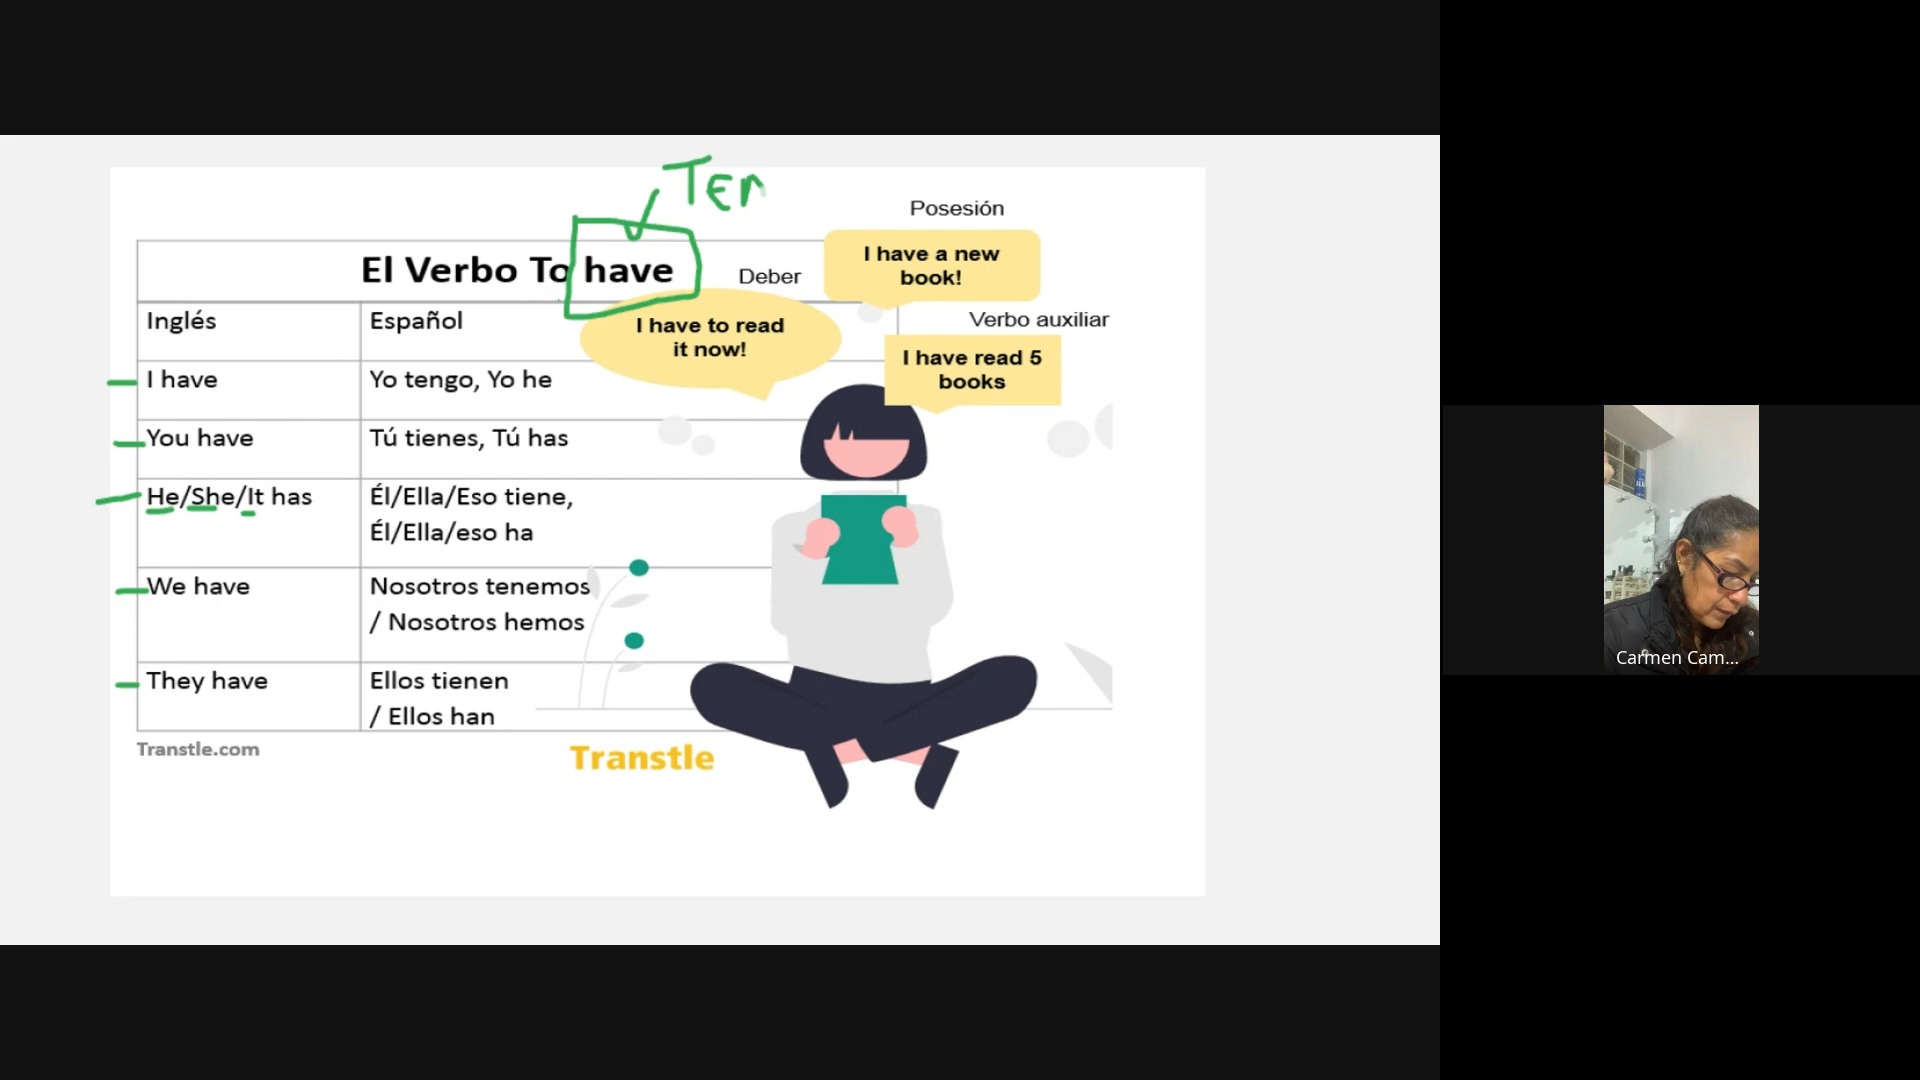 Ten
Posesión
I have a new
book!
El Verbo To have
Deber
Verbo auxiliar
Inglés
Español
I have to read
it now!
I have read 5
books
I have
Yo tengo, Yo he
You have
Tú tienes, Tú has
He/She/It has
Él/Ella/Eso tiene,
Él/Ella/eso ha
We have
Nosotros tenemos
/ Nosotros hemos
They have
Ellos tienen
/ Ellos han
Transtle.com
Transtle
Carmen Cam...